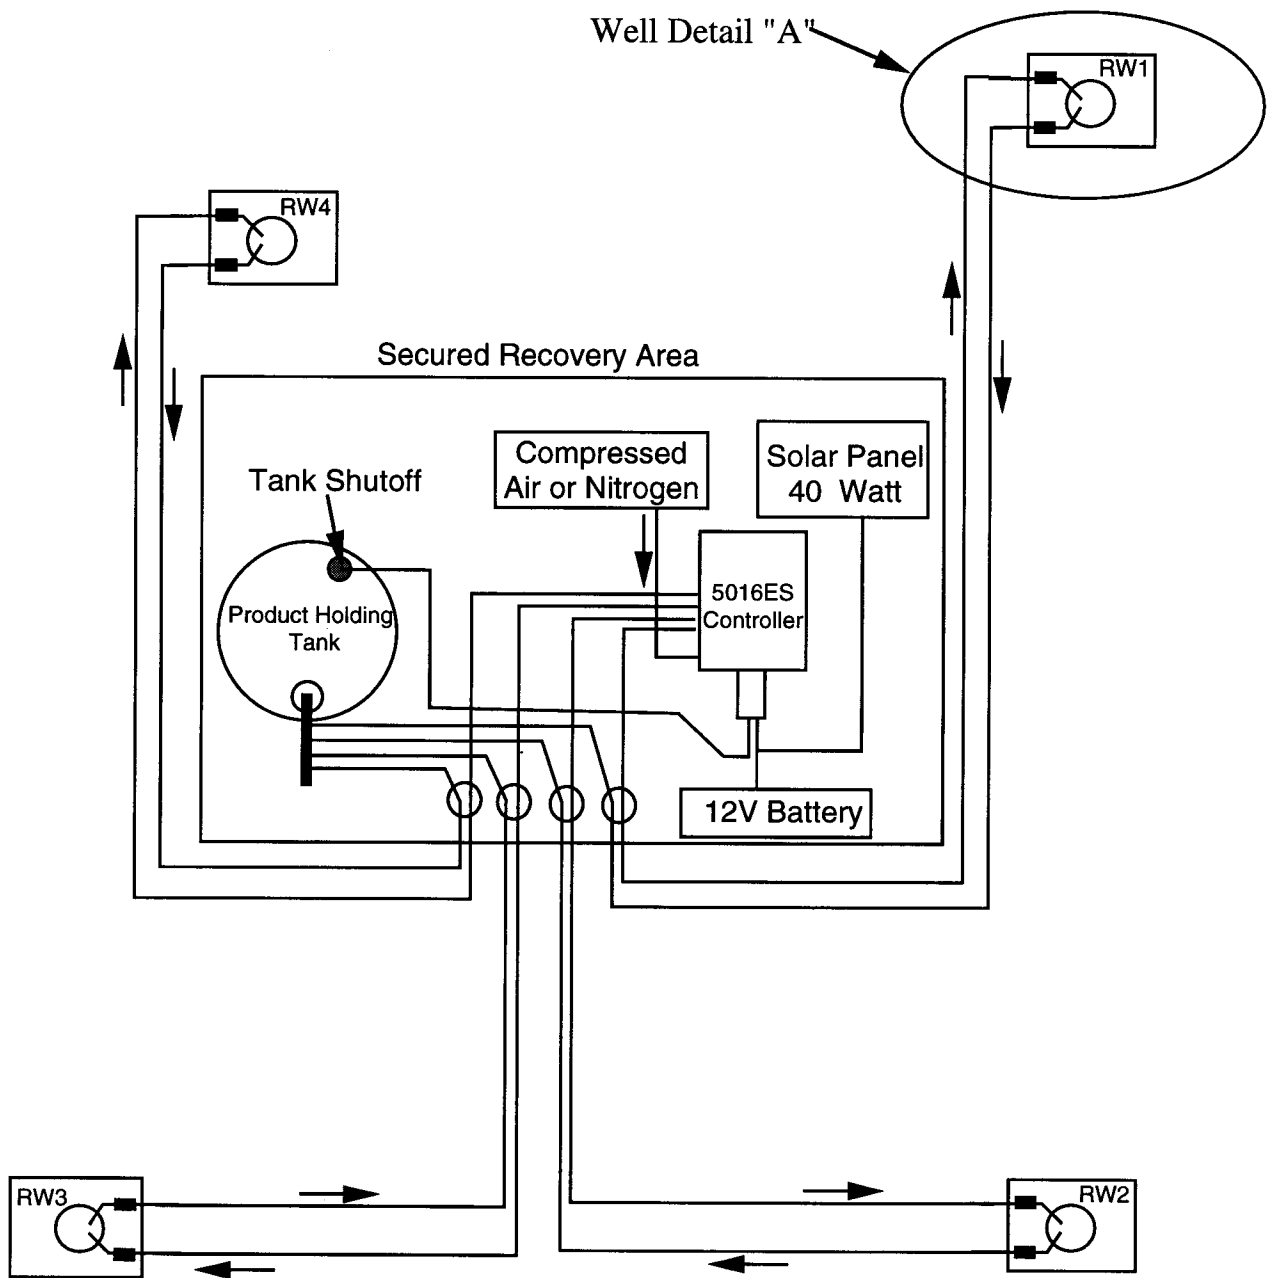 Well Detail "A"
RW1
RW4
Secured Recovery Area
Compressed
Air or Nitrogen
Solar Panel
40 Watt
Tank Shutoff
5016ES
Controller
Product Holding
Tank
12V Battery
RW3
RW2